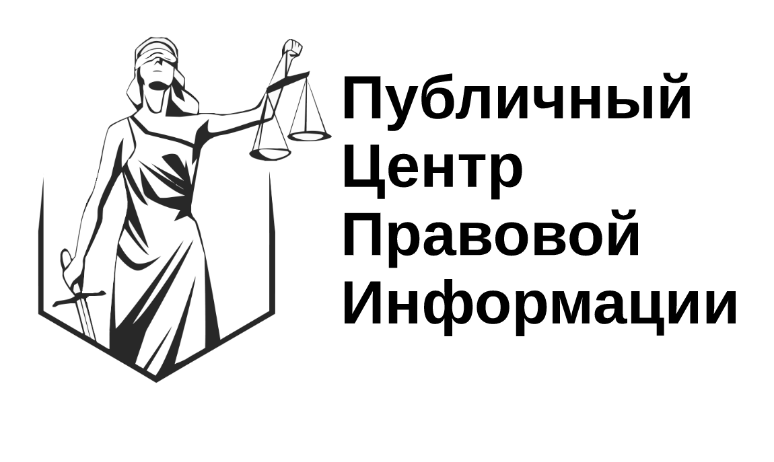 Публичный
Центр
Правовой
Информации